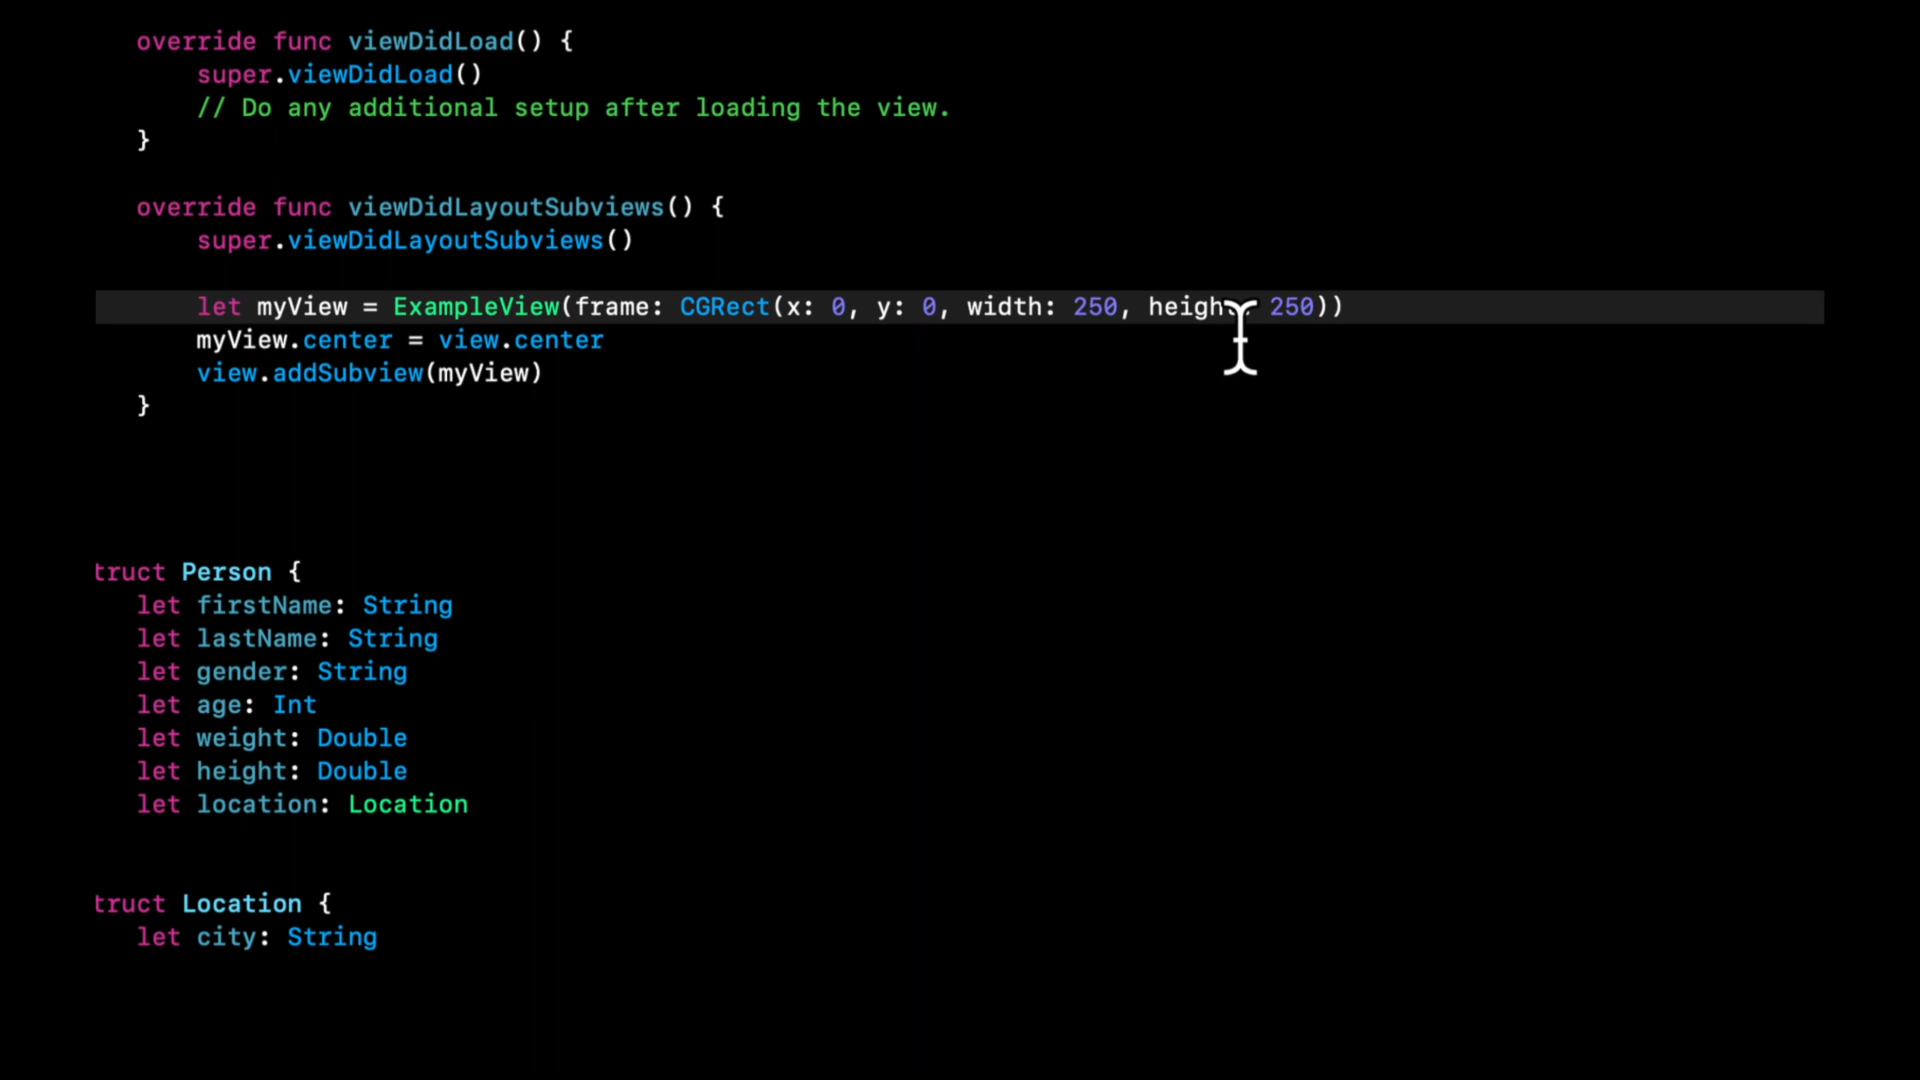 override func viewDidLoad() {
super.viewDidLoad()
// Do any additional setup after loading the view.
}
override func viewDidLayoutSubviews() {
super.viewDidLayoutSubviews()
let myView = ExampleView(frame: CGRect(x: 0, y: 0, width: 250, height: 250))
myView.center = view.center
view.addSubview(myView)
}
truct Person {
let firstName: String
let lastName: String
let gender: String
let age: Int
let weight: Double
let height: Double
let location: Location
truct Location {
let city: String